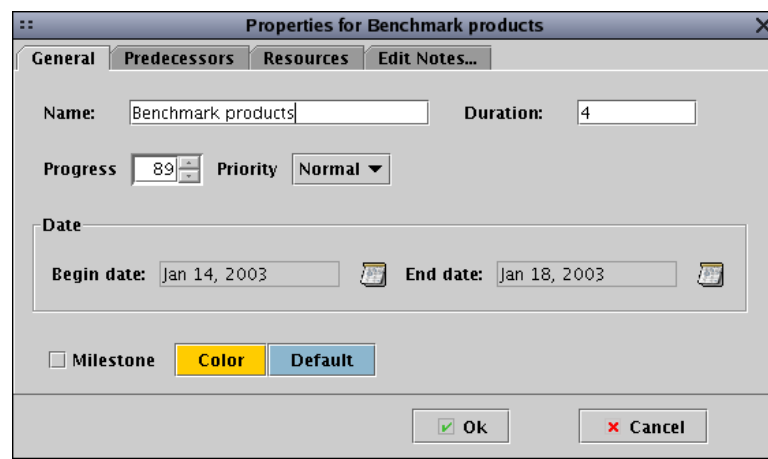 Properties for Benchmark products
General Predecessors Resources Edit Notes...
Name: Benchmark products Duration: 4
Progress 89 Priority Normal
Date
Begin date: Jan 14, 2003 End date: Jan 18, 2003
Milestone Color Default
Ok Cancel